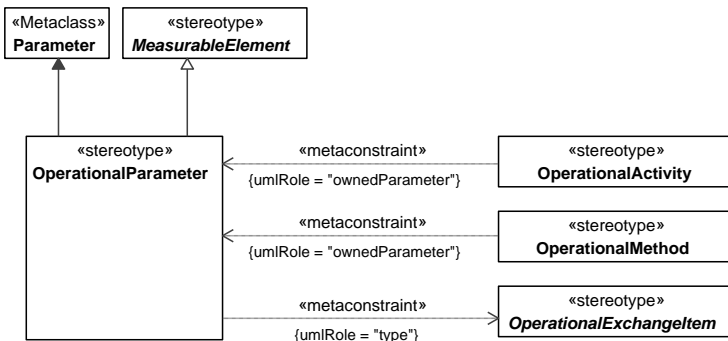 «Metaclass»
Parameter
«stereotype»
MeasurableElement
«stereotype»
OperationalParameter
«metaconstraint»
{umlRole = "ownedParameter"}
«stereotype»
OperationalActivity
«metaconstraint»
{umlRole = "ownedParameter"}
«stereotype»
OperationalMethod
«metaconstraint»
{umlRole = "type"}
«stereotype»
OperationalExchangeItem